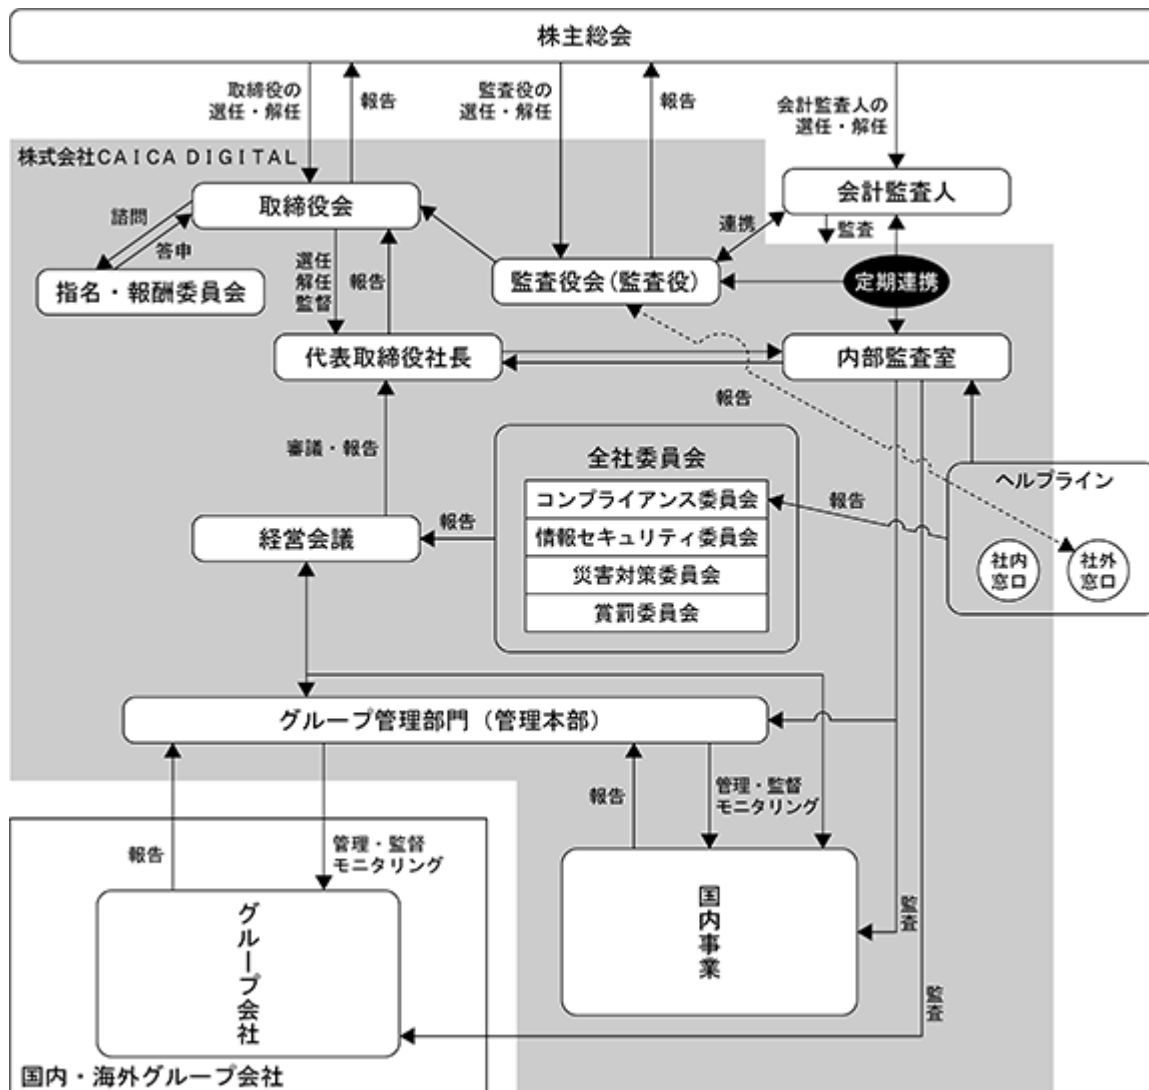 株主総会
取締役の
選任・解任
報告
監査役の
選任・解任
報告
会計監査人の
選任・解任
株式会社ＣＡＩＣＡ ＤＩＧＩＴＡＬ
取締役会
会計監査人
諮問
答申
連携
監査
指名・報酬委員会
選任
解任
監督
報告
監査役会(監査役)
定期連携
代表取締役社長
内部監査室
報告
審議・報告
全社委員会
コンプライアンス委員会
情報セキュリティ委員会
災害対策委員会
賞罰委員会
報告
経営会議
報告
ヘルプライン
社内
窓口
社外
窓口
グループ管理部門（管理本部）
報告
管理・監督
モニタリング
報告
管理・監督
モニタリング
グループ会社
国内事業
監査
監査
国内・海外グループ会社